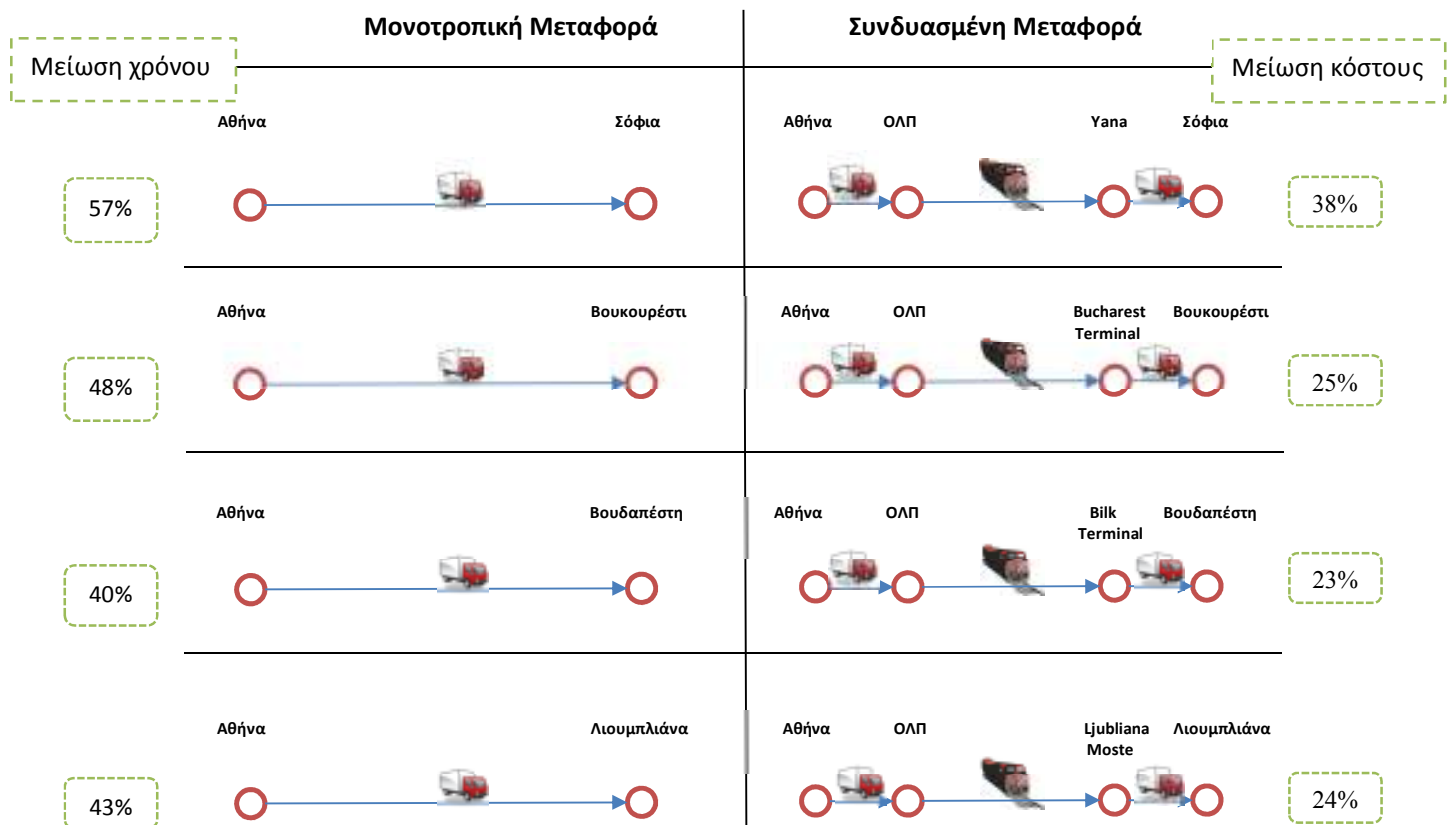 Μονοτροπική Μεταφορά
Συνδυασμένη Μεταφορά
Μείωση χρόνου
Μείωση κόστους
Αθήνα
Σόφια
Αθήνα
ΟΛΠ
Yana
Σόφια
57%
38%
Αθήνα
Βουκουρέστι
Αθήνα
ΟΛΠ
Bucharest
Terminal
Βουκουρέστι
48%
25%
Αθήνα
Βουδαπέστη
Αθήνα
ΟΛΠ
Bilk
Terminal
Βουδαπέστη
40%
23%
Αθήνα
Λιουμπλιάνα
Αθήνα
ΟΛΠ
Ljubliana
Moste
Λιουμπλιάνα
43%
24%